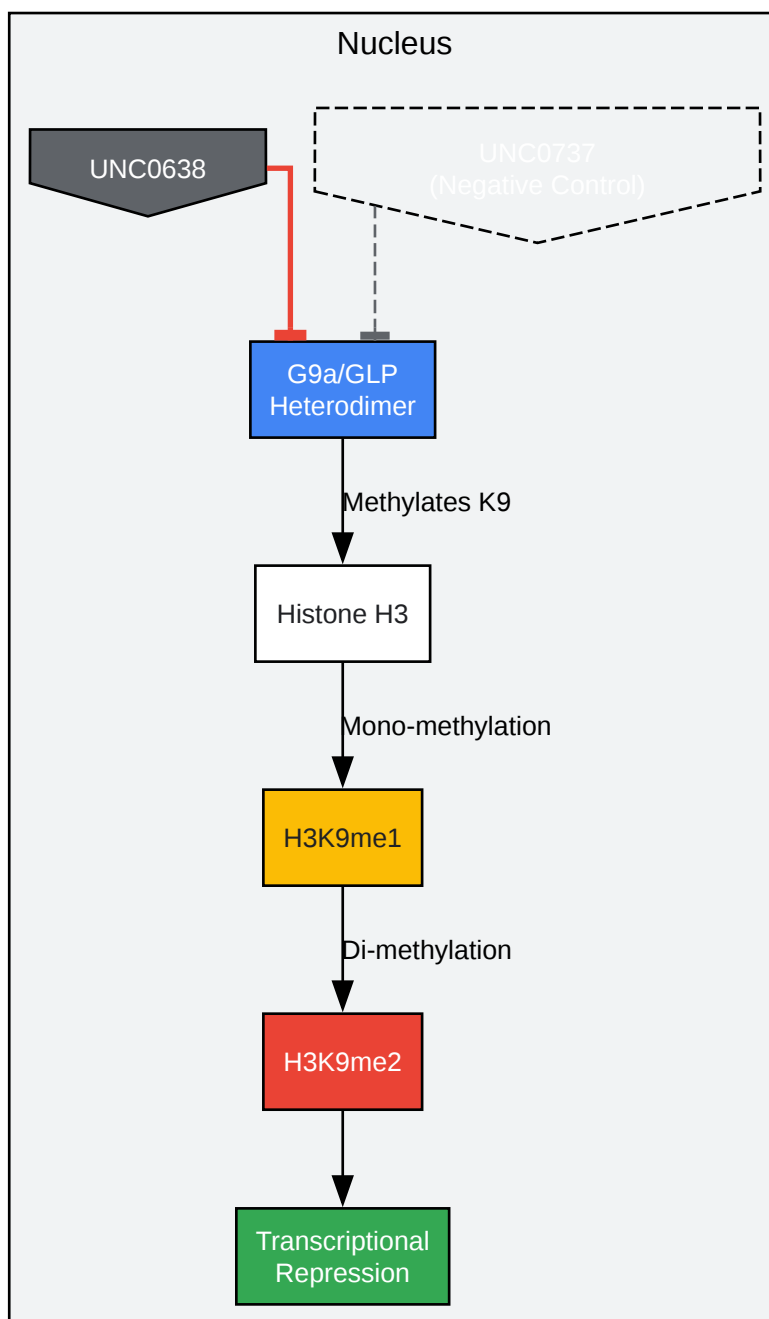 Nucleus
UNC0638
UNC0737
(Negative Control)
G9a/GLP
Heterodimer
Methylates K9
Histone H3
Mono-methylation
H3K9me1
Di-methylation
H3K9me2
Transcriptional
Repression